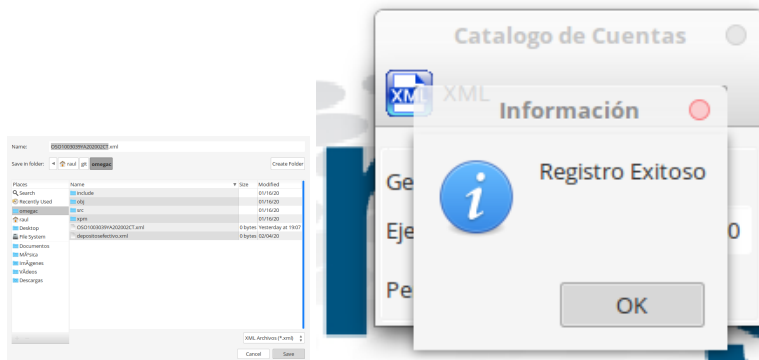 Name:
OSO1003039YA202002CT.xml
Save in folder:
raul
git
omegac
Create Folder
Places
Search
Recently Used
omegac
raul
Desktop
File System
Documentos
MÃºsica
ImÃ¡genes
VÃ­deos
Descargas
Name Size Modified
include 01/16/20
obj 01/16/20
src 01/16/20
xpm 01/16/20
OSO1003039YA202002CT.xml 0 bytes Yesterday at 19:07
depositosefectivo.xml 0 bytes 02/04/20
XML Archivos (*.xml)
Cancel Save
Catalogo de Cuentas
XML
XML
Información
Registro Exitoso
Ge
Eje
0
Pe
OK